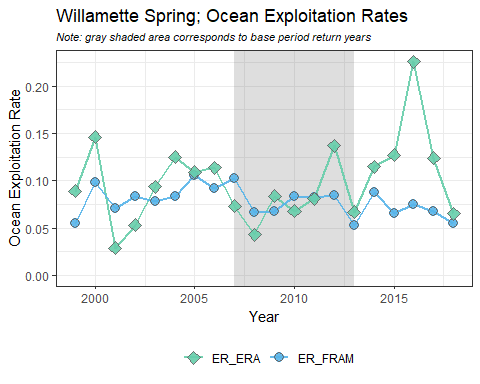 Willamette Spring; Ocean Exploitation Rates
Note: gray shaded area corresponds to base period return years
Ocean Exploitation Rate
0.20
0.15
0.10
0.05
0.00
2000 2005 2010 2015
Year
ER_ERA ER_FRAM